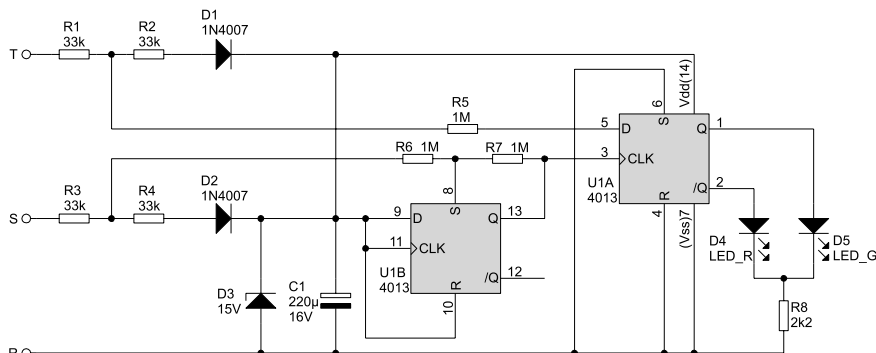 D1
1N4007
R1
33k
R2
33k
T
Vdd(14)
R5
1M
6
S
5
D
Q
1
R6 1M
R7 1M
3
CLK
U1A
4013
/Q
2
R
4
(Vss)7
R3
33k
R4
33k
D2
1N4007
S
8
S
9
D
Q
13
11
CLK
U1B
4013
/Q
12
R
10
D4
LED_R
D5
LED_G
D3
15V
C1
220µ
16V
R8
2k2